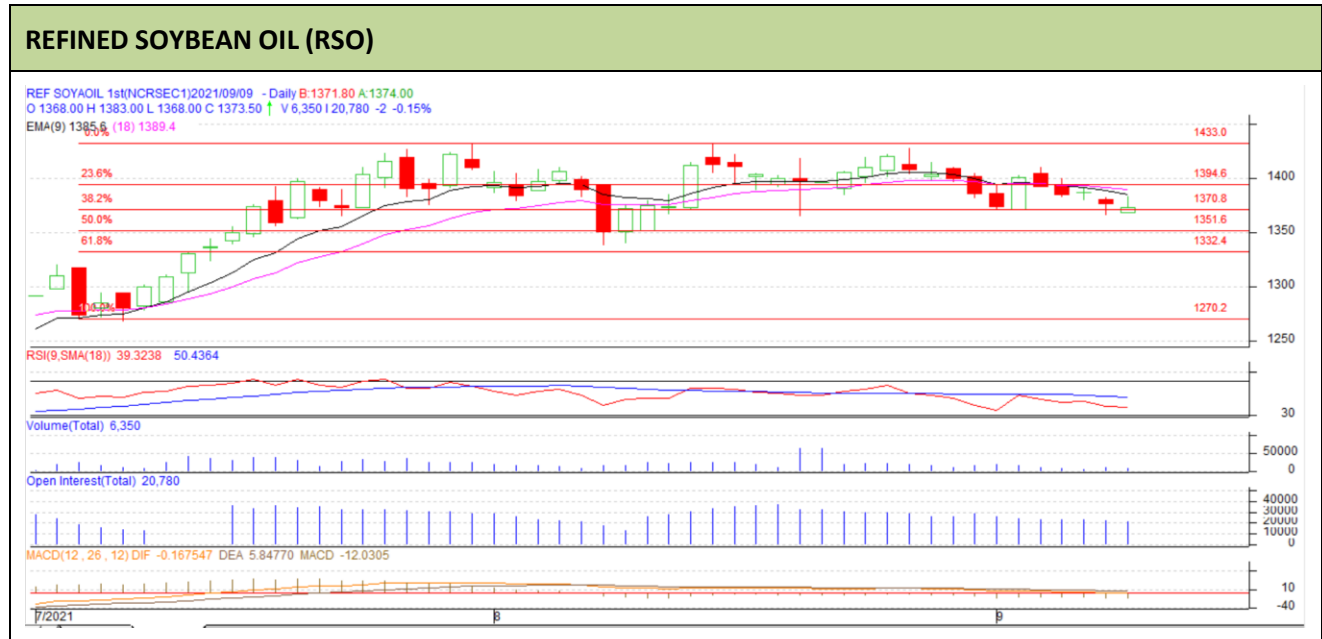 REFINED SOYBEAN OIL (RSO)
REF SOYAOIL 1st(NCRSEC1)2021/09/09 - Daily B:1371.80 A:1374.00
O 1368.00 H 1383.00 L 1368.00 C 1373.50 ↑ V 6,350 I 20,780 -2 -0.15%
EMA(9) 1385.6 (18) 1389.4
0.0% 1433.0
23.6% 1394.6
1400
38.2% 1370.8
50.0% 1351.6
1350
61.8% 1332.4
1300
100.0% 1270.2
1250
RSI(9,SMA(18)) 39.3238 50.4364
30
Volume(Total) 6,350
50000
0
Open Interest(Total) 20,780
40000
30000
20000
10000
0
MACD(12 , 26 , 12) DIF -0.167547 DEA 5.84770 MACD -12.0305
10
-40
7/2021 8 9